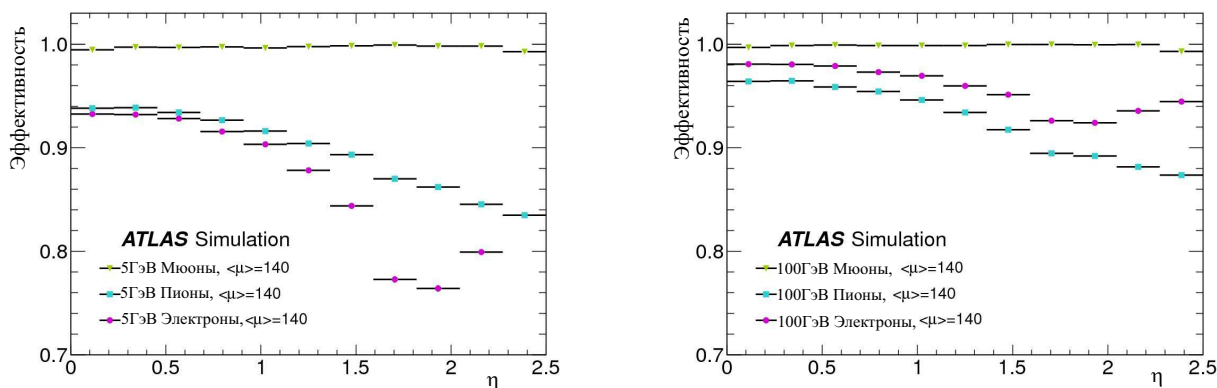 Эффективность
1.0
0.9
0.8
0.7
ATLAS Simulation
5ГэВ Мюоны, <μ>=140
5ГэВ Пионы, <μ>=140
5ГэВ Электроны, <μ>=140
0 0.5 1 1.5 2 2.5
η
Эффективность
1.0
0.9
0.8
0.7
ATLAS Simulation
100ГэВ Мюоны, <μ>=140
100ГэВ Пионы, <μ>=140
100ГэВ Электроны, <μ>=140
0 0.5 1 1.5 2 2.5
η